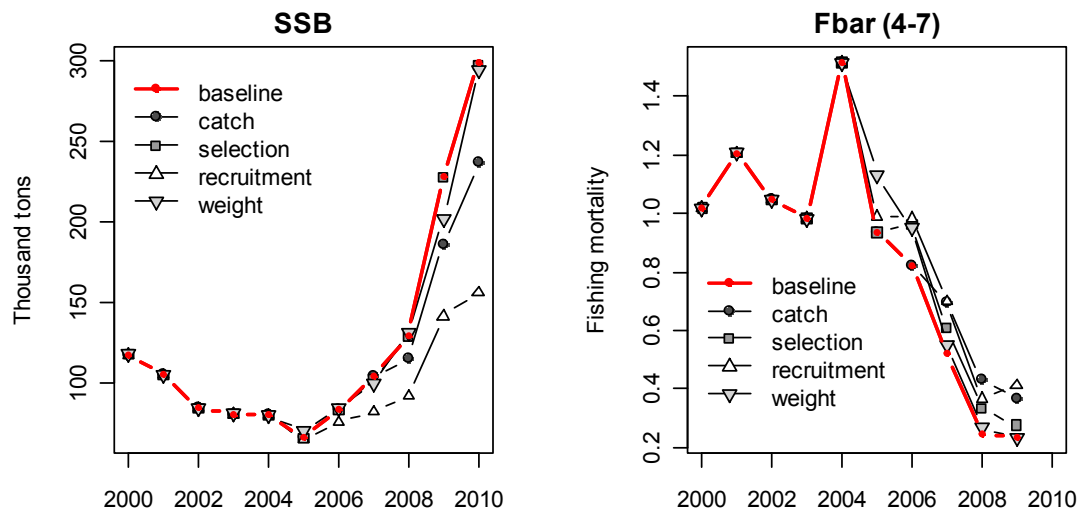 SSB
Thousand tons
300
250
200
150
100
baseline
catch
selection
recruitment
weight
2000 2002 2004 2006 2008 2010
Fbar (4-7)
Fishing mortality
1.4
1.2
1.0
0.8
0.6
0.4
0.2
baseline
catch
selection
recruitment
weight
2000 2002 2004 2006 2008 2010